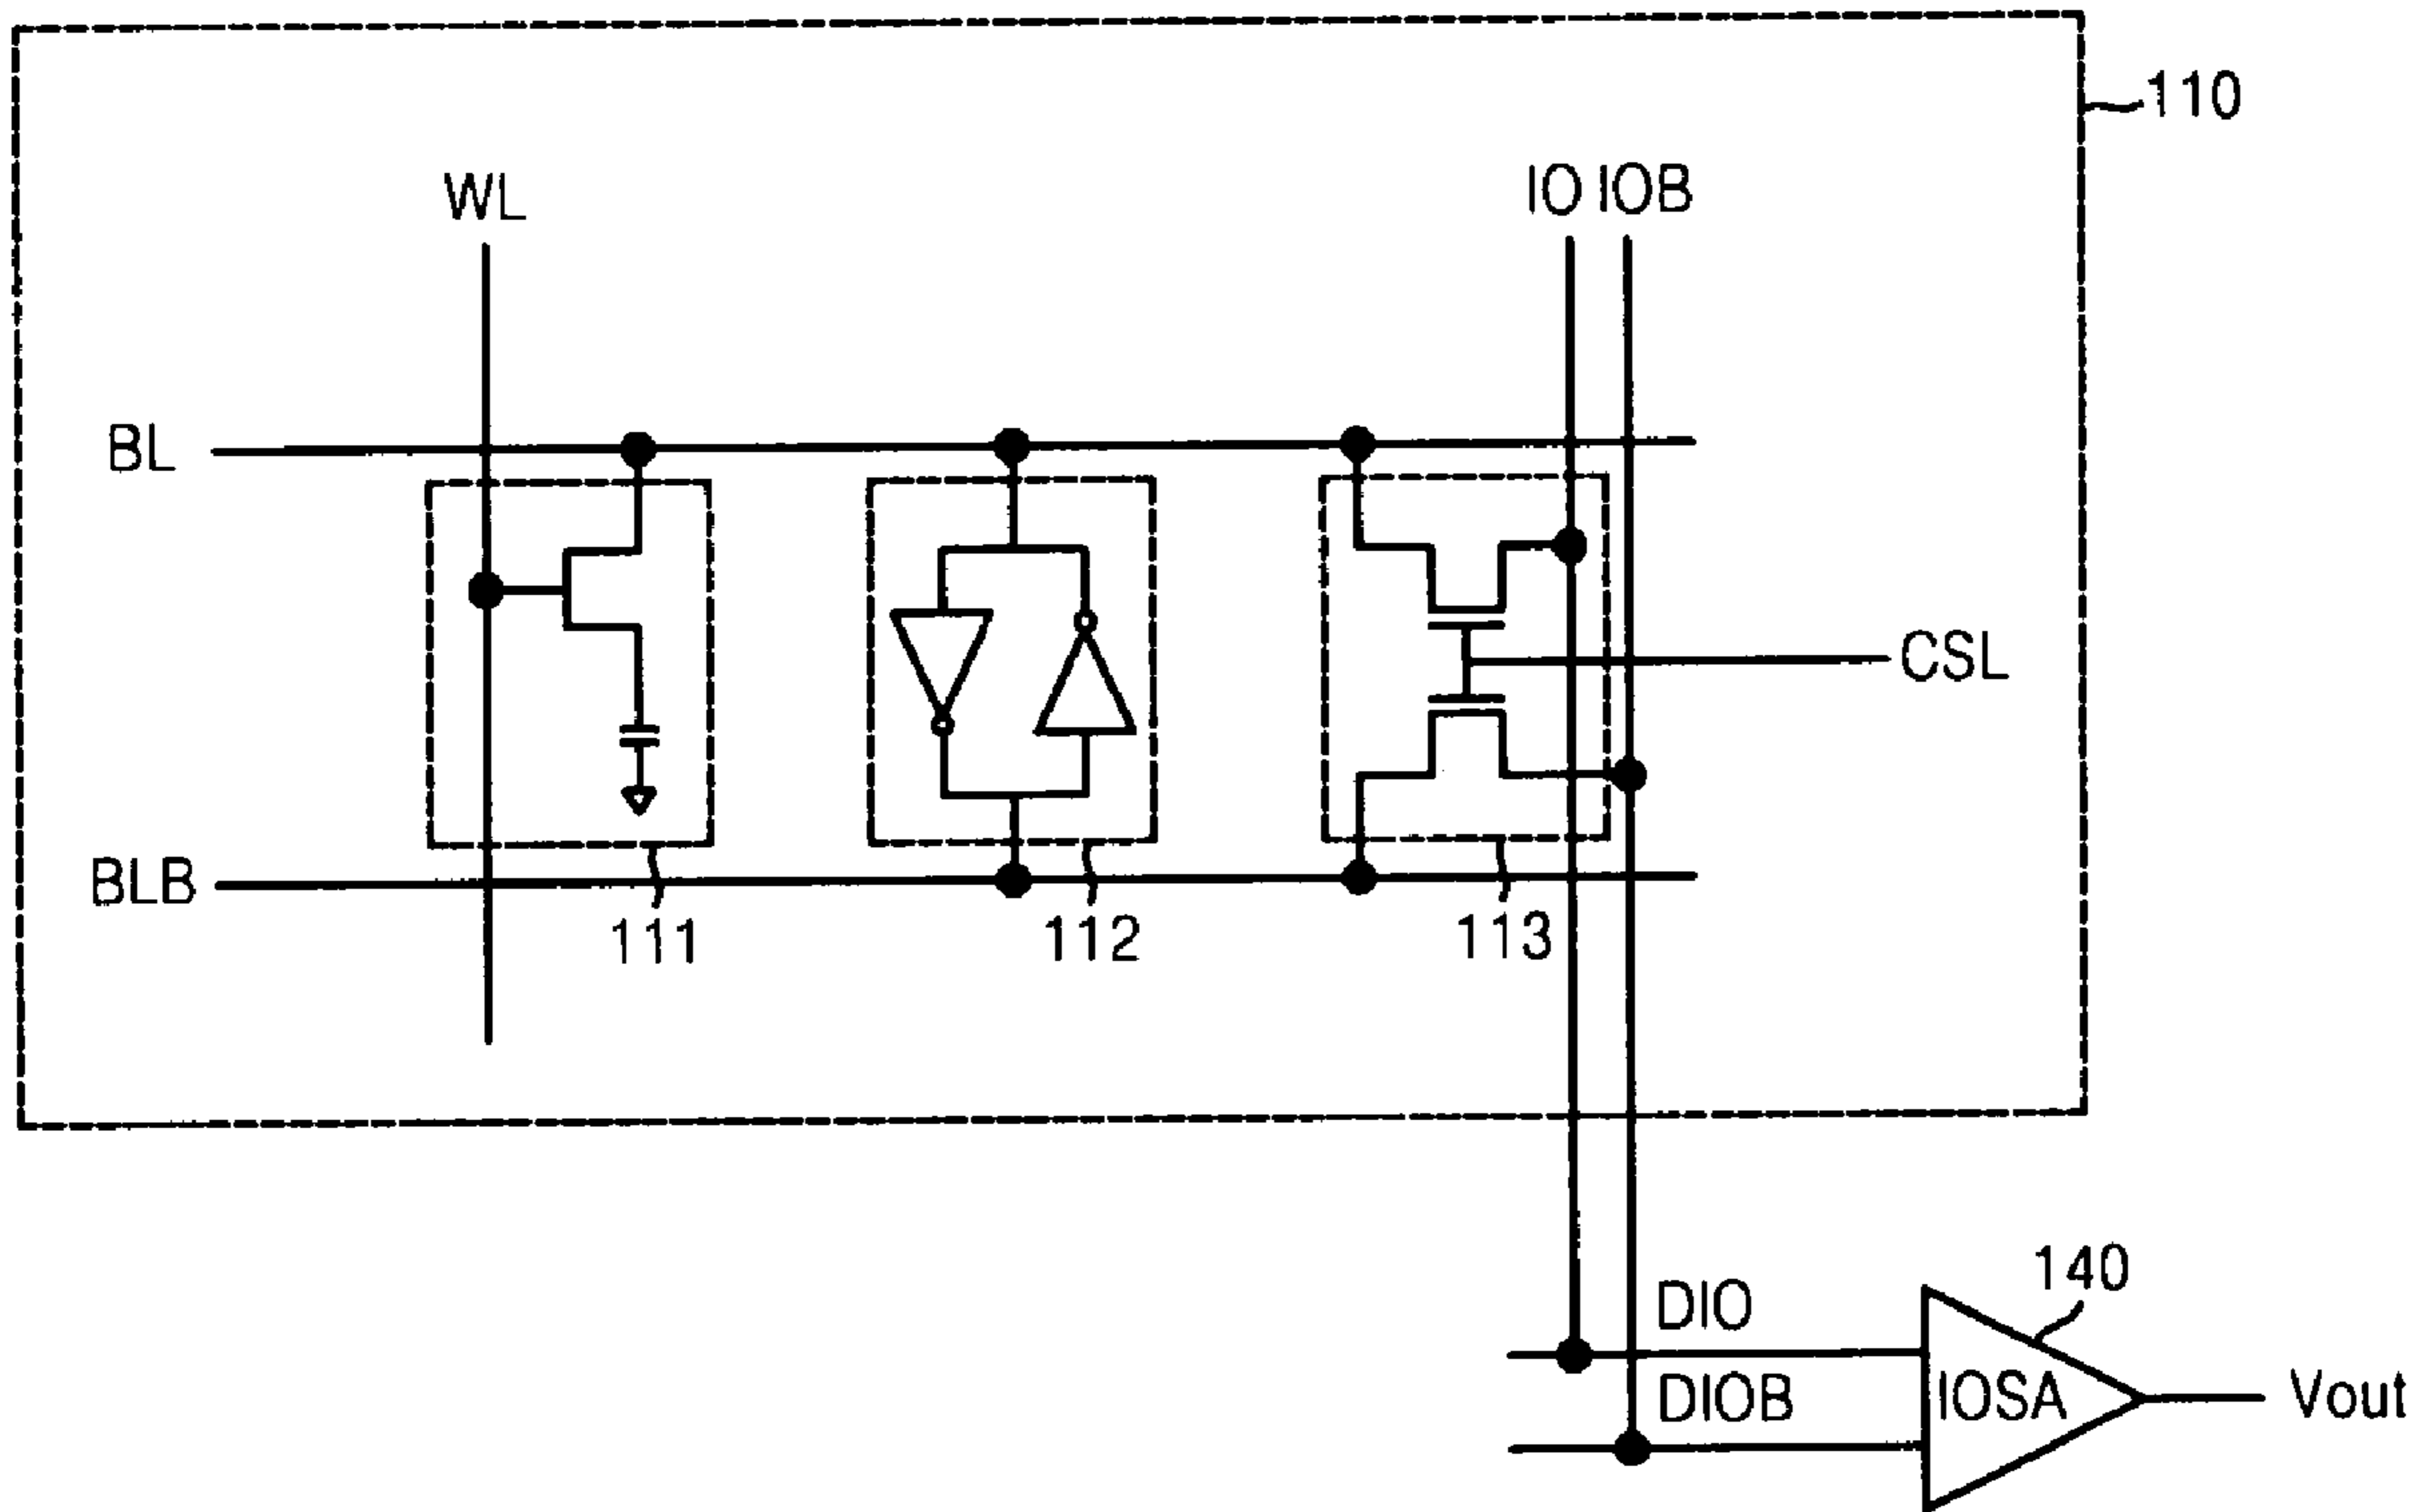 110
WL
IO IOB
BL
CSL
BLB
111
112
113
140
DIO
DIOB
IOSA
Vout